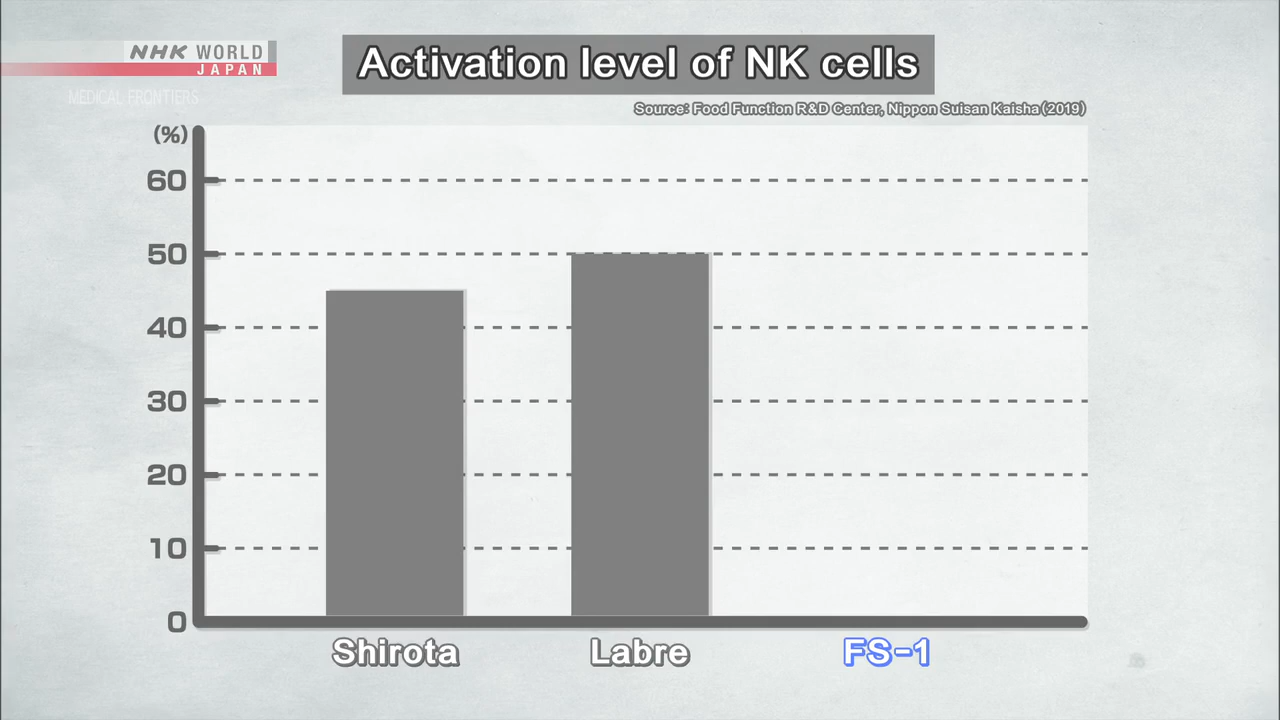 NHK WORLD
JAPAN
MEDICAL FRONTIERS
Activation level of NK cells
Source: Food Function R&D Center, Nippon Suisan Kaisha(2019)
(%)
60
50
40
30
20
10
0
Shirota Labre FS-1